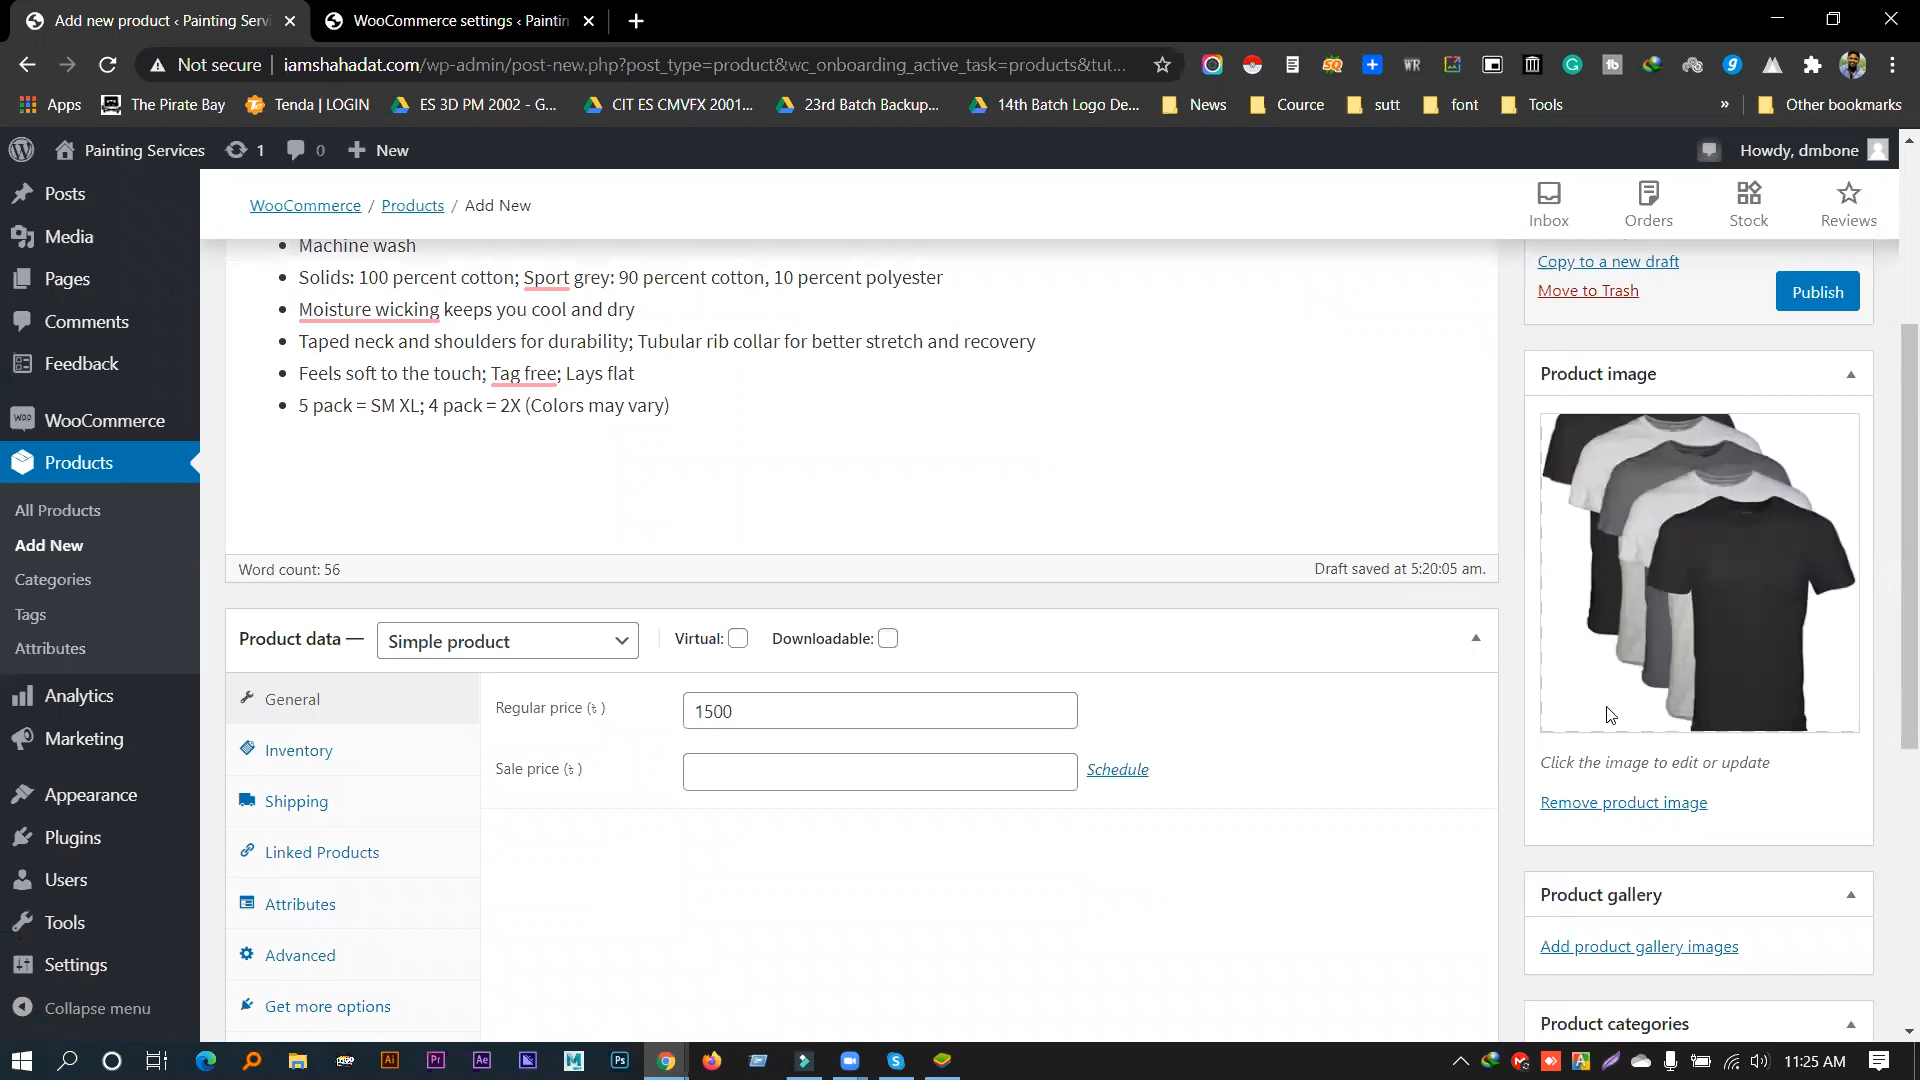 Add new product ‹ Painting Servi
WooCommerce settings ‹ Paintin
Not secure
iamshahadat.com/wp-admin/post-new.php?post_type=product&wc_onboarding_active_task=products&tut...
Apps
The Pirate Bay
Tenda | LOGIN
ES 3D PM 2002 - G...
CIT ES CMVFX 2001...
23rd Batch Backup...
14th Batch Logo De...
News
Cource
sutt
font
Tools
»
Other bookmarks
Painting Services
1
0
New
Howdy, dmbone
Posts
Media
Pages
Comments
Feedback
WooCommerce
Products
All Products
Add New
Categories
Tags
Attributes
Analytics
Marketing
Appearance
Plugins
Users
Tools
Settings
Collapse menu
WooCommerce / Products / Add New
Inbox
Orders
Stock
Reviews
• Machine wash
• Solids: 100 percent cotton; Sport grey: 90 percent cotton, 10 percent polyester
• Moisture wicking keeps you cool and dry
• Taped neck and shoulders for durability; Tubular rib collar for better stretch and recovery
• Feels soft to the touch; Tag free; Lays flat
• 5 pack = SM XL; 4 pack = 2X (Colors may vary)
Word count: 56
Draft saved at 5:20:05 am.
Product data —
Simple product
Virtual:
Downloadable:
General
Inventory
Shipping
Linked Products
Attributes
Advanced
Get more options
Regular price (৳ )
1500
Sale price (৳ )
Schedule
Copy to a new draft
Move to Trash
Publish
Product image
Click the image to edit or update
Remove product image
Product gallery
Add product gallery images
Product categories
11:25 AM